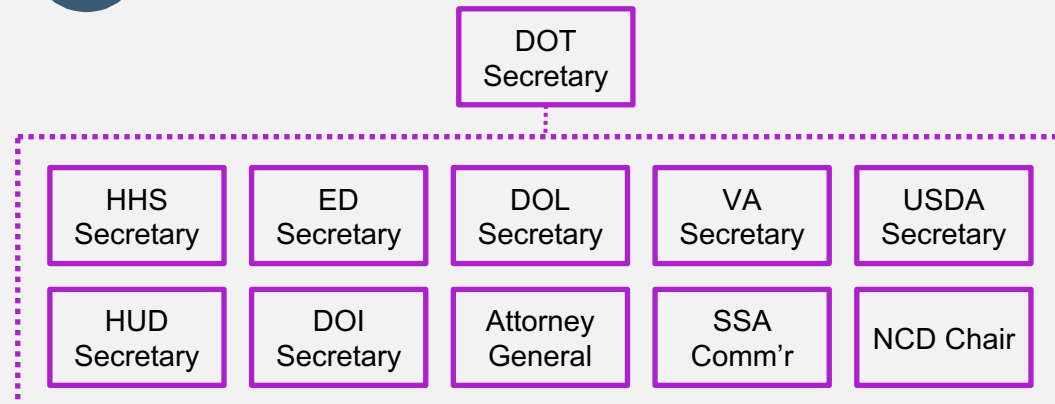 DOT
Secretary
HHS
Secretary
ED
Secretary
DOL
Secretary
VA
Secretary
USDA
Secretary
HUD
Secretary
DOI
Secretary
Attorney
General
SSA
Comm’r
NCD Chair